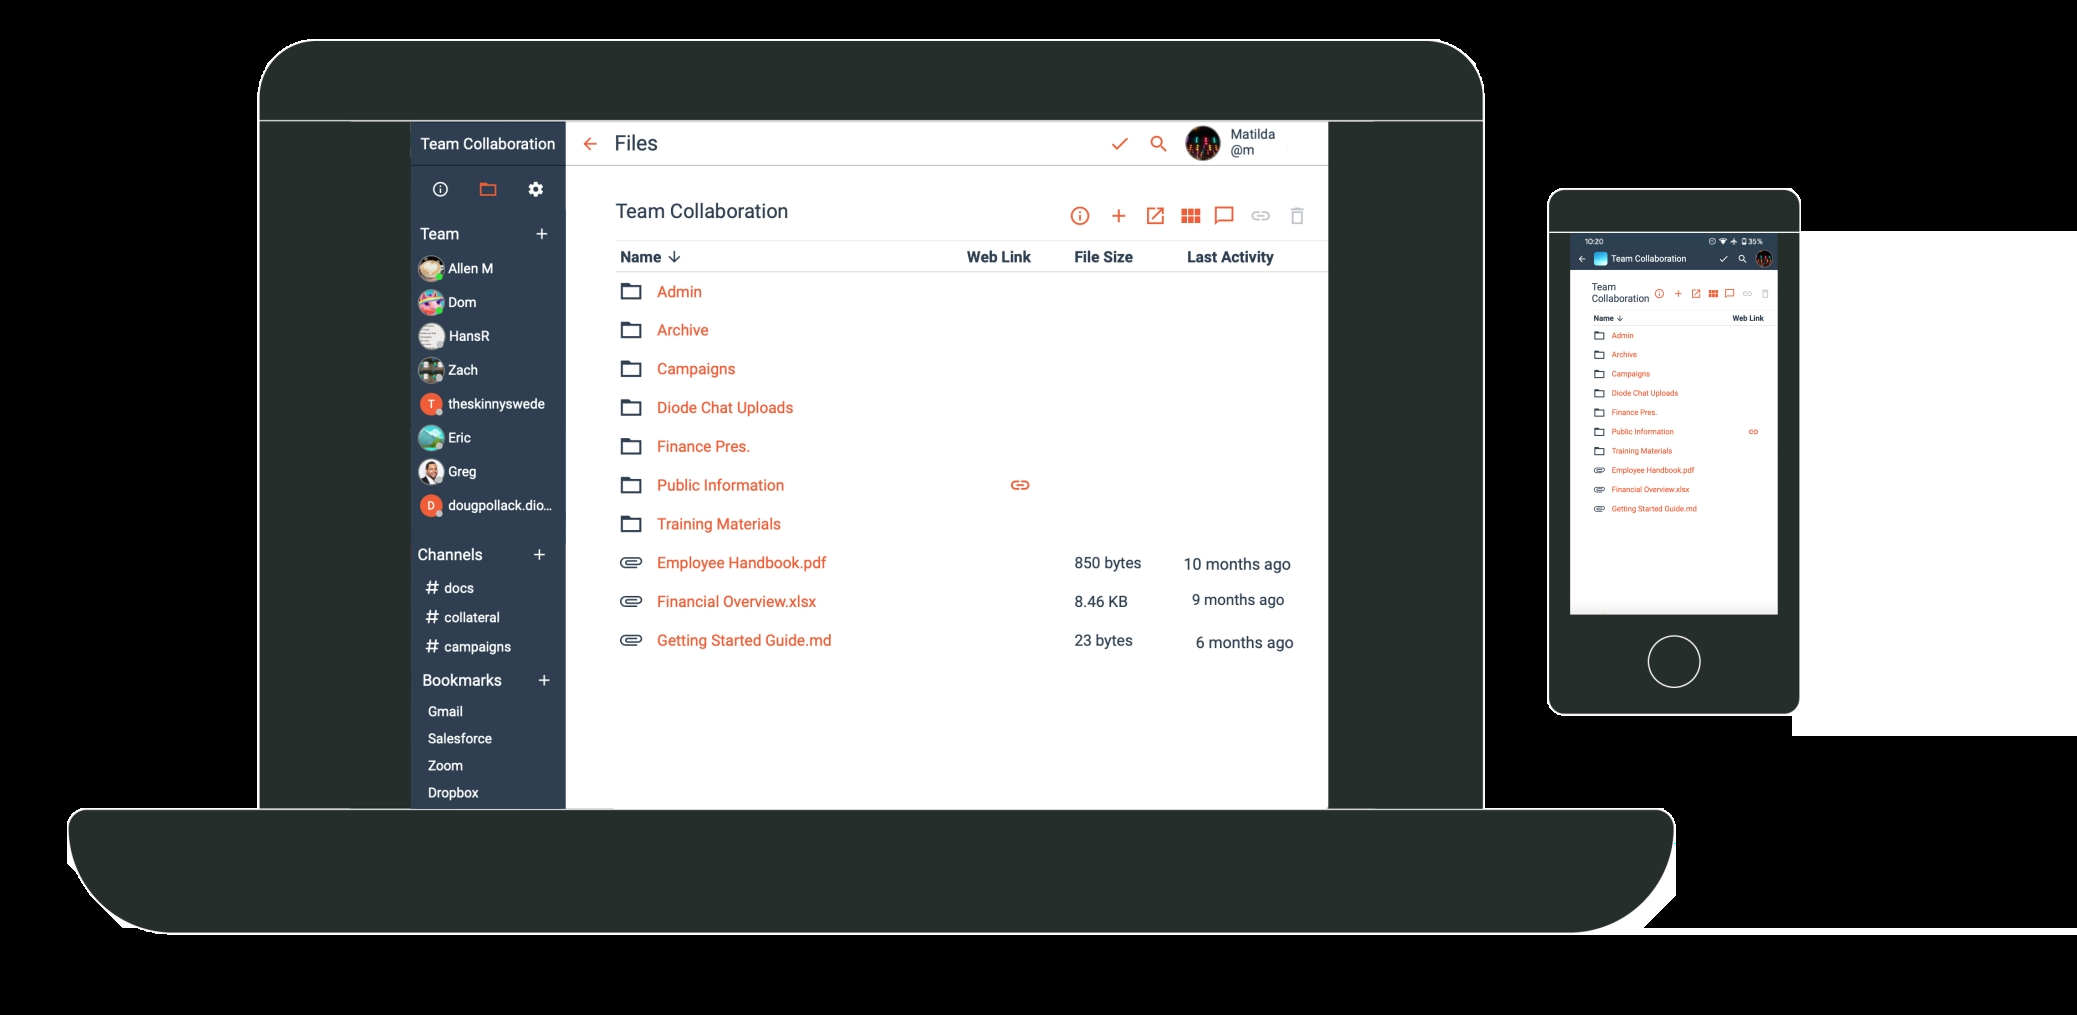 Team Collaboration
Team
Allen M
Dom
HansR
Zach
T theskinnyswede
Eric
Greg
D dougpollack.dio...
Channels
# docs
# collateral
# campaigns
Bookmarks
Gmail
Salesforce
Zoom
Dropbox
Files
Matilda
@m
Team Collaboration
Name Web Link File Size Last Activity
Admin
Archive
Campaigns
Diode Chat Uploads
Finance Pres.
Public Information
Training Materials
Employee Handbook.pdf 850 bytes 10 months ago
Financial Overview.xlsx 8.46 KB 9 months ago
Getting Started Guide.md 23 bytes 6 months ago
10:20 35%
Team Collaboration
Team
Collaboration
Name Web Link
Admin
Archive
Campaigns
Diode Chat Uploads
Finance Pres.
Public Information
Training Materials
Employee Handbook.pdf
Financial Overview.xlsx
Getting Started Guide.md